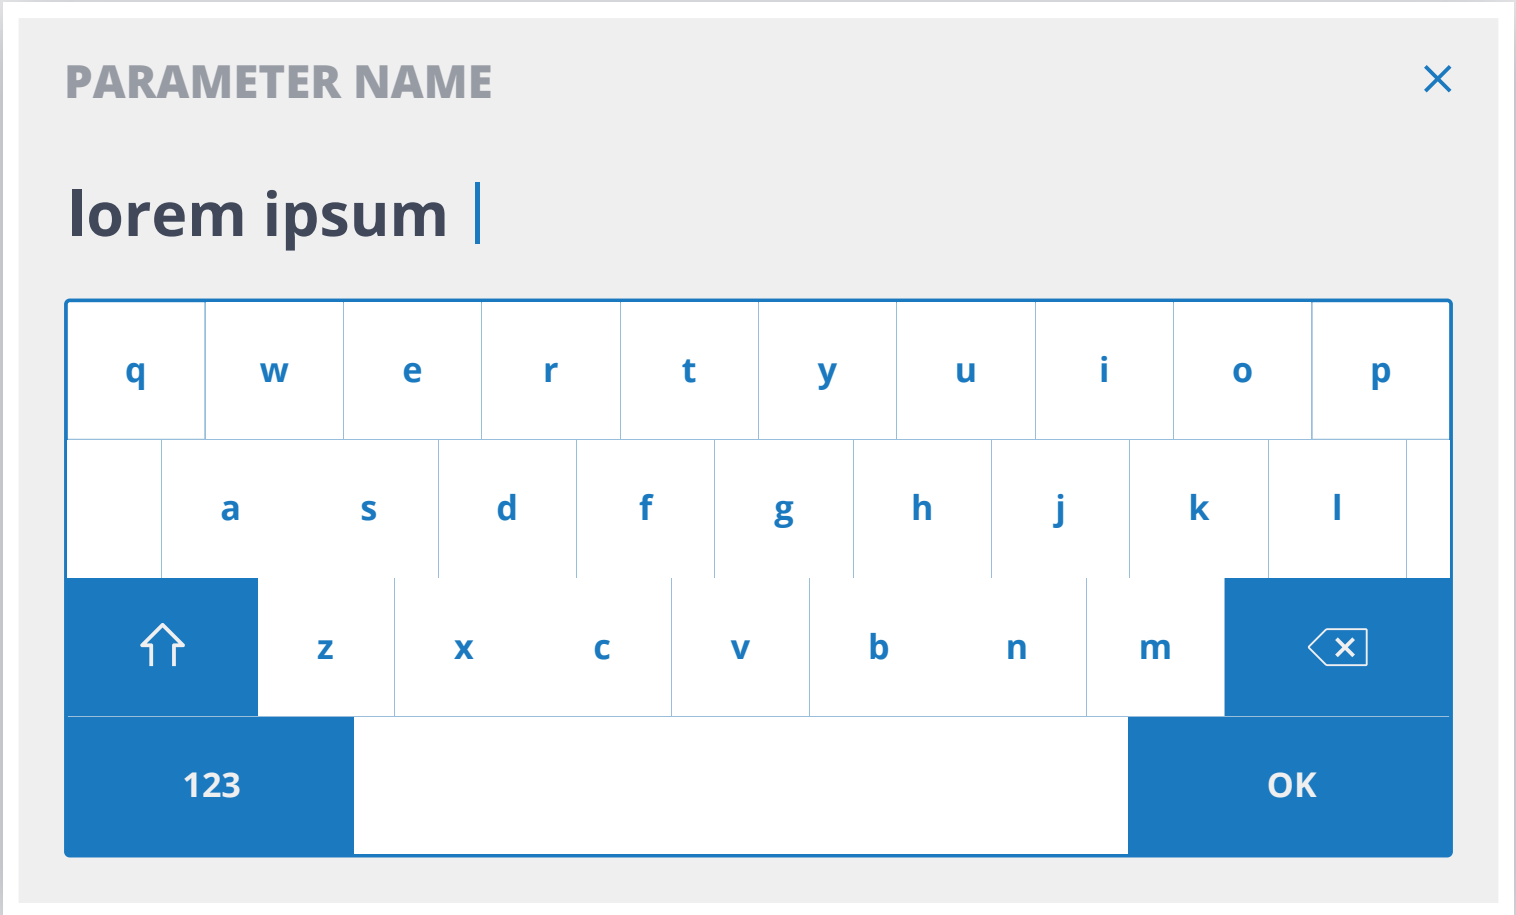 PARAMETER NAME
lorem ipsum
q w e r t y u i o p
a s d f g h j k l
z x c v b n m
123 OK